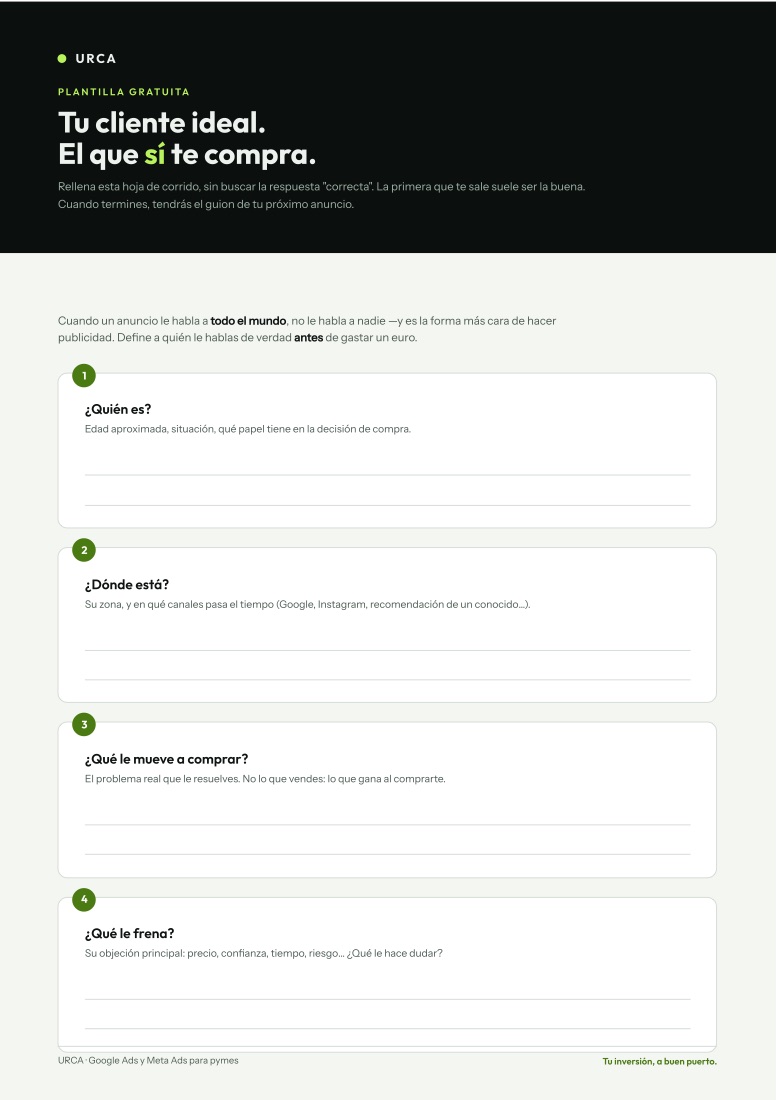 URCA
PLANTILLA GRATUITA
Tu cliente ideal.
El que sí te compra.
Rellena esta hoja de corrido, sin buscar la respuesta "correcta". La primera que te sale suele ser la buena.
Cuando termines, tendrás el guion de tu próximo anuncio.
Cuando un anuncio le habla a todo el mundo, no le habla a nadie —y es la forma más cara de hacer
publicidad. Define a quién le hablas de verdad antes de gastar un euro.
1
¿Quién es?
Edad aproximada, situación, qué papel tiene en la decisión de compra.
2
¿Dónde está?
Su zona, y en qué canales pasa el tiempo (Google, Instagram, recomendación de un conocido...).
3
¿Qué le mueve a comprar?
El problema real que le resuelves. No lo que vendes: lo que gana al comprarte.
4
¿Qué le frena?
Su objeción principal: precio, confianza, tiempo, riesgo... ¿Qué le hace dudar?
URCA · Google Ads y Meta Ads para pymes
Tu inversión, a buen puerto.